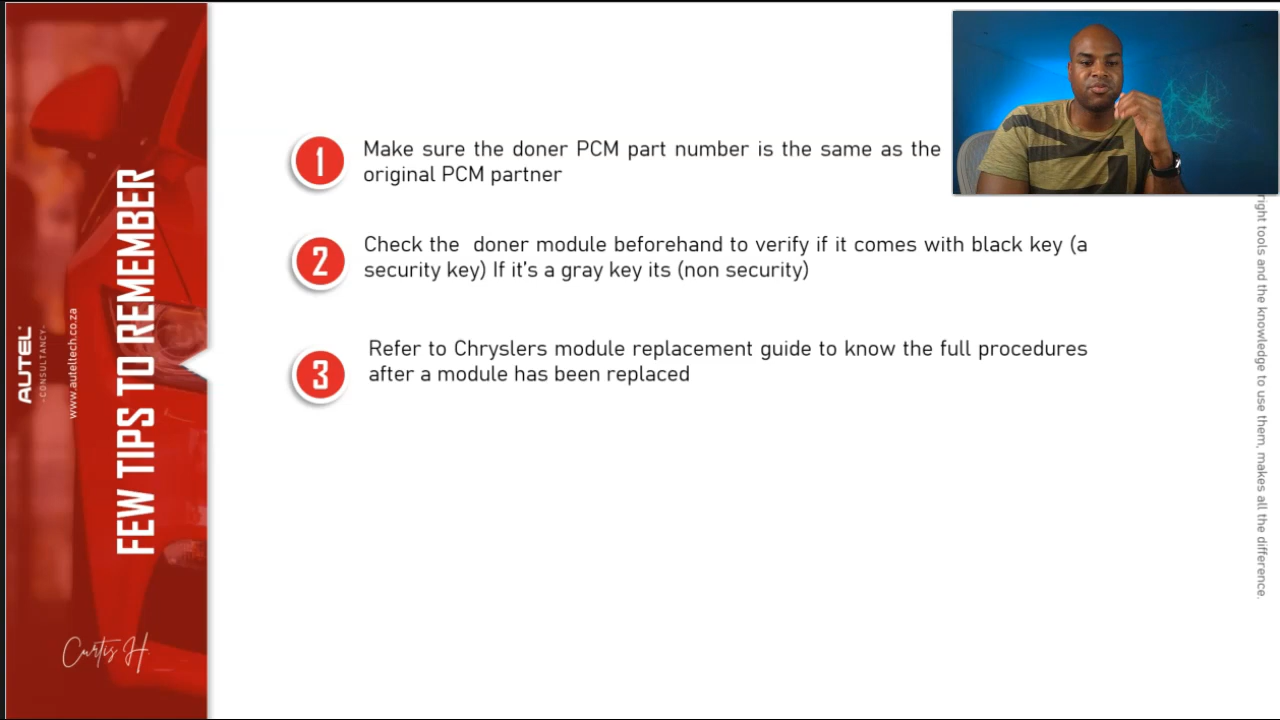 AUTEL
-CONSULTANCY-
www.auteltech.co.za
FEW TIPS TO REMEMBER
Curtis H.
1
Make sure the doner PCM part number is the same as the
original PCM partner
2
Check the doner module beforehand to verify if it comes with black key (a
security key) If it's a gray key its (non security)
3
Refer to Chryslers module replacement guide to know the full procedures
after a module has been replaced
right tools and the knowledge to use them, makes all the difference.